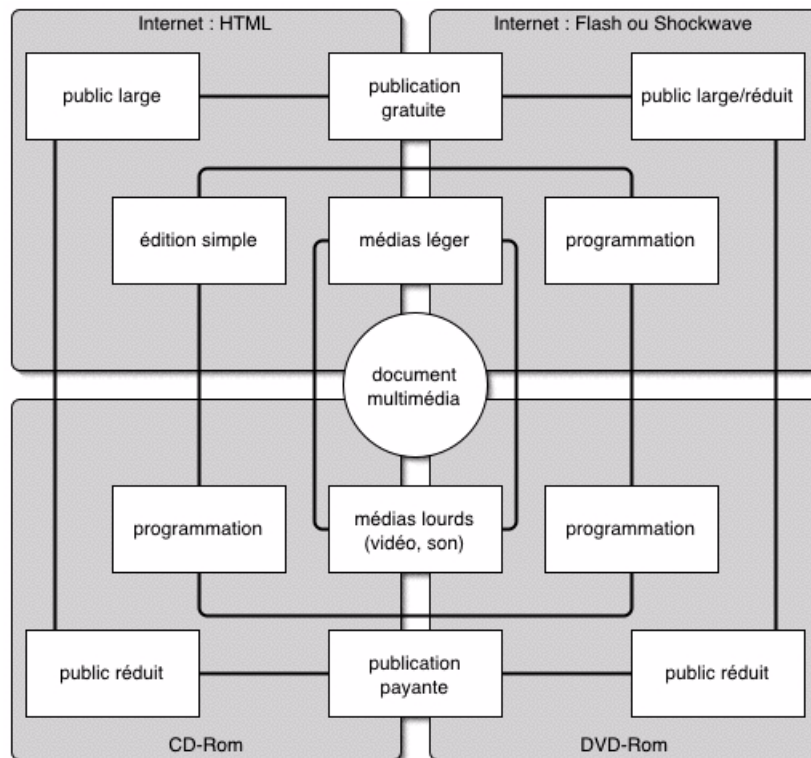 Internet : HTML
Internet : Flash ou Shockwave
public large
publication
gratuite
public large/réduit
édition simple
médias léger
programmation
document
multimédia
programmation
médias lourds
(vidéo, son)
programmation
public réduit
publication
payante
public réduit
CD-Rom
DVD-Rom